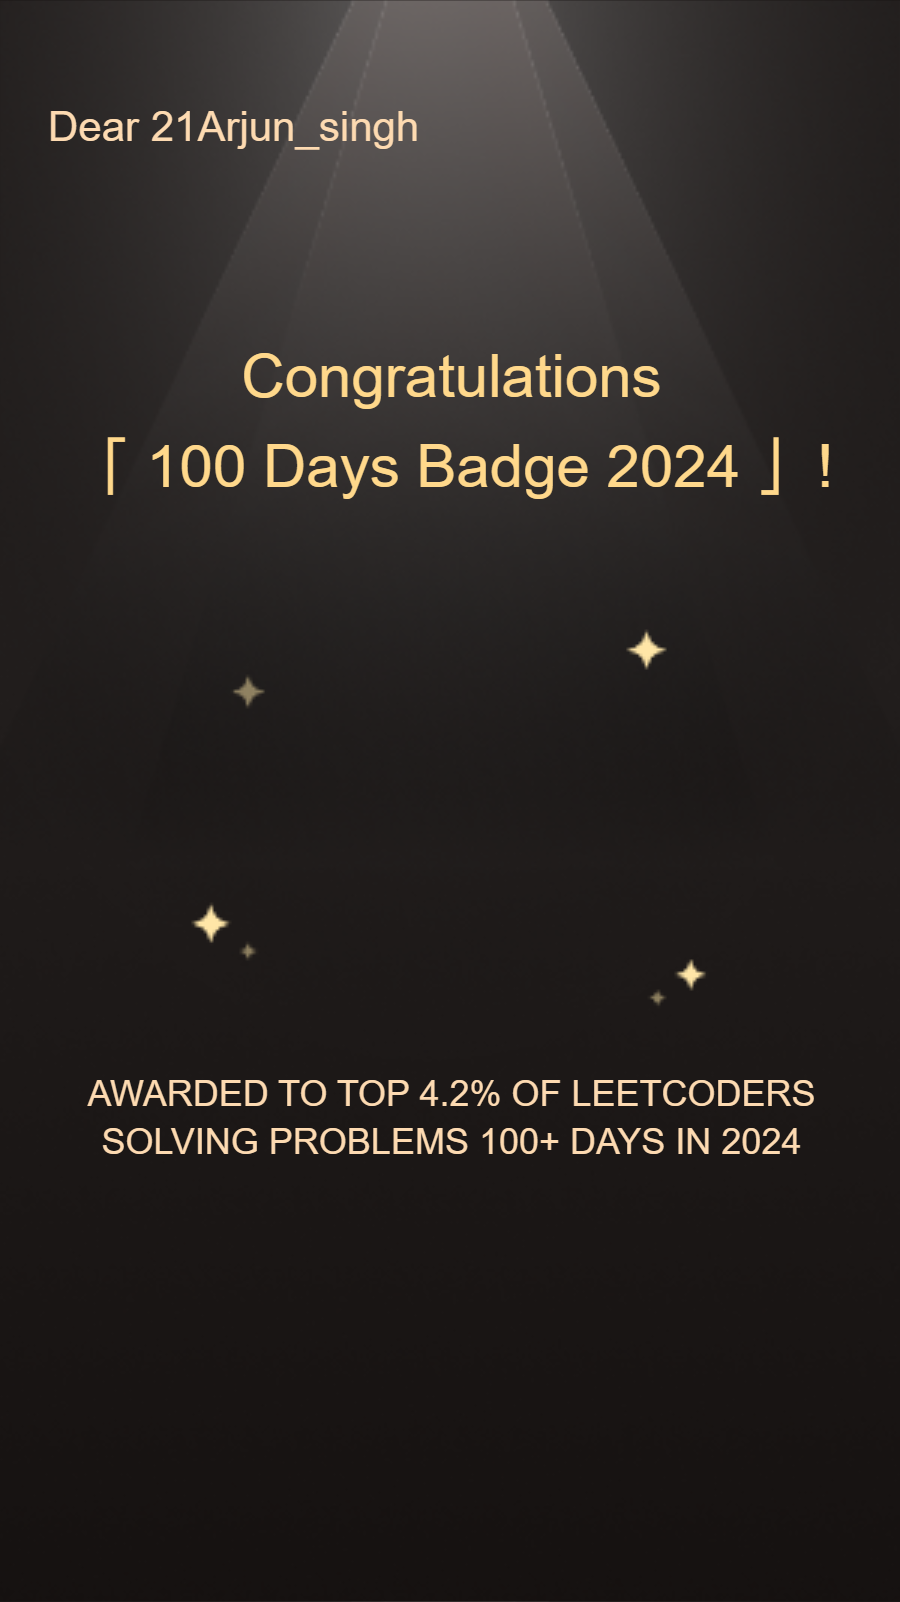 Dear 21Arjun_singh
Congratulations
「 100 Days Badge 2024 」!
AWARDED TO TOP 4.2% OF LEETCODERS
SOLVING PROBLEMS 100+ DAYS IN 2024